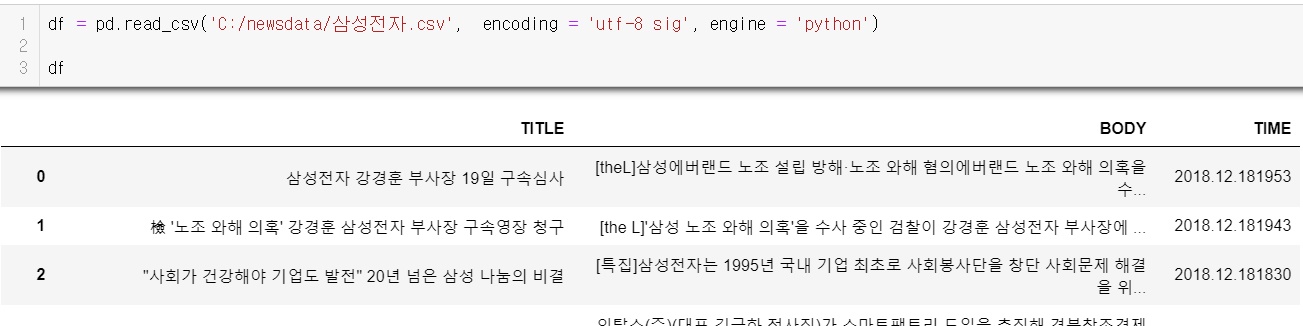 1 df = pd.read_csv('C:/newsdata/삼성전자.csv', encoding = 'utf-8 sig', engine = 'python')
2
3 df
TITLE BODY TIME
0 삼성전자 강경훈 부사장 19일 구속심사 [theL]삼성에버랜드 노조 설립 방해·노조 와해 혐의에버랜드 노조 와해 의혹을 2018.12.181953
수...
1 檢 '노조 와해 의혹' 강경훈 삼성전자 부사장 구속영장 청구 [the L]'삼성 노조 와해 의혹'을 수사 중인 검찰이 강경훈 삼성전자 부사장에 ... 2018.12.181943
2 "사회가 건강해야 기업도 발전" 20년 넘은 삼성 나눔의 비결 [특집]삼성전자는 1995년 국내 기업 최초로 사회봉사단을 창단 사회문제 해결 2018.12.181830
을 위...